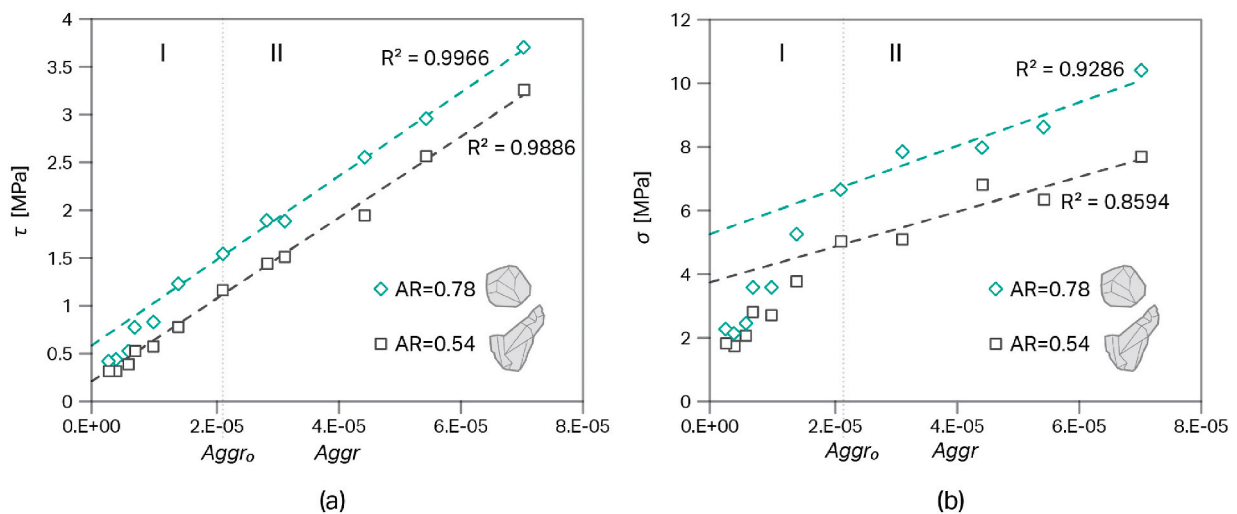 4
3.5
3
2.5
2
1.5
1
0.5
0
τ [MPa]
I
II
R² = 0.9966
R² = 0.9886
AR=0.78
AR=0.54
0.E+00
2.E-05
4.E-05
6.E-05
8.E-05
Aggr₀
Aggr
(a)
12
10
8
6
4
2
0
σ [MPa]
I
II
R² = 0.9286
R² = 0.8594
AR=0.78
AR=0.54
0.E+00
2.E-05
4.E-05
6.E-05
8.E-05
Aggr₀
Aggr
(b)